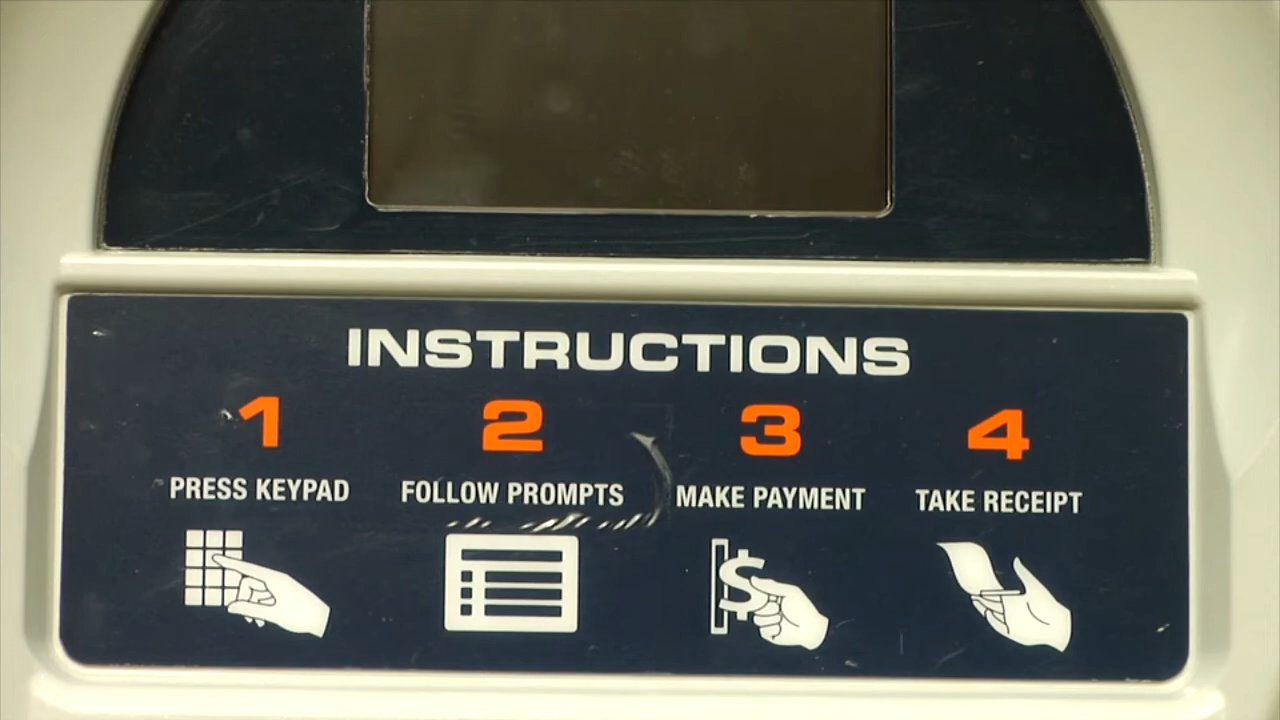 INSTRUCTIONS
1 2 3 4
PRESS KEYPAD FOLLOW PROMPTS MAKE PAYMENT TAKE RECEIPT
$